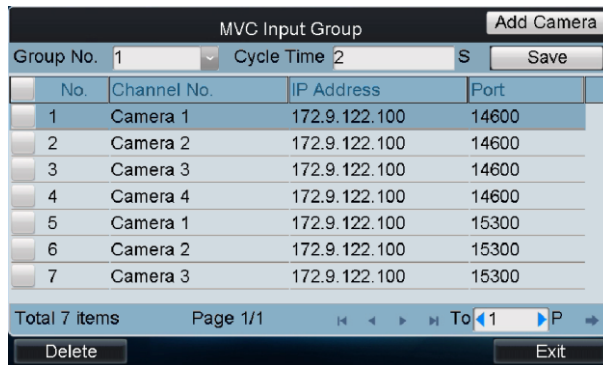 MVC Input Group Add Camera
Group No. 1 Cycle Time 2 S Save
No. Channel No. IP Address Port
1 Camera 1 172.9.122.100 14600
2 Camera 2 172.9.122.100 14600
3 Camera 3 172.9.122.100 14600
4 Camera 4 172.9.122.100 14600
5 Camera 1 172.9.122.100 15300
6 Camera 2 172.9.122.100 15300
7 Camera 3 172.9.122.100 15300
Total 7 items Page 1/1 To 1 P
Delete Exit